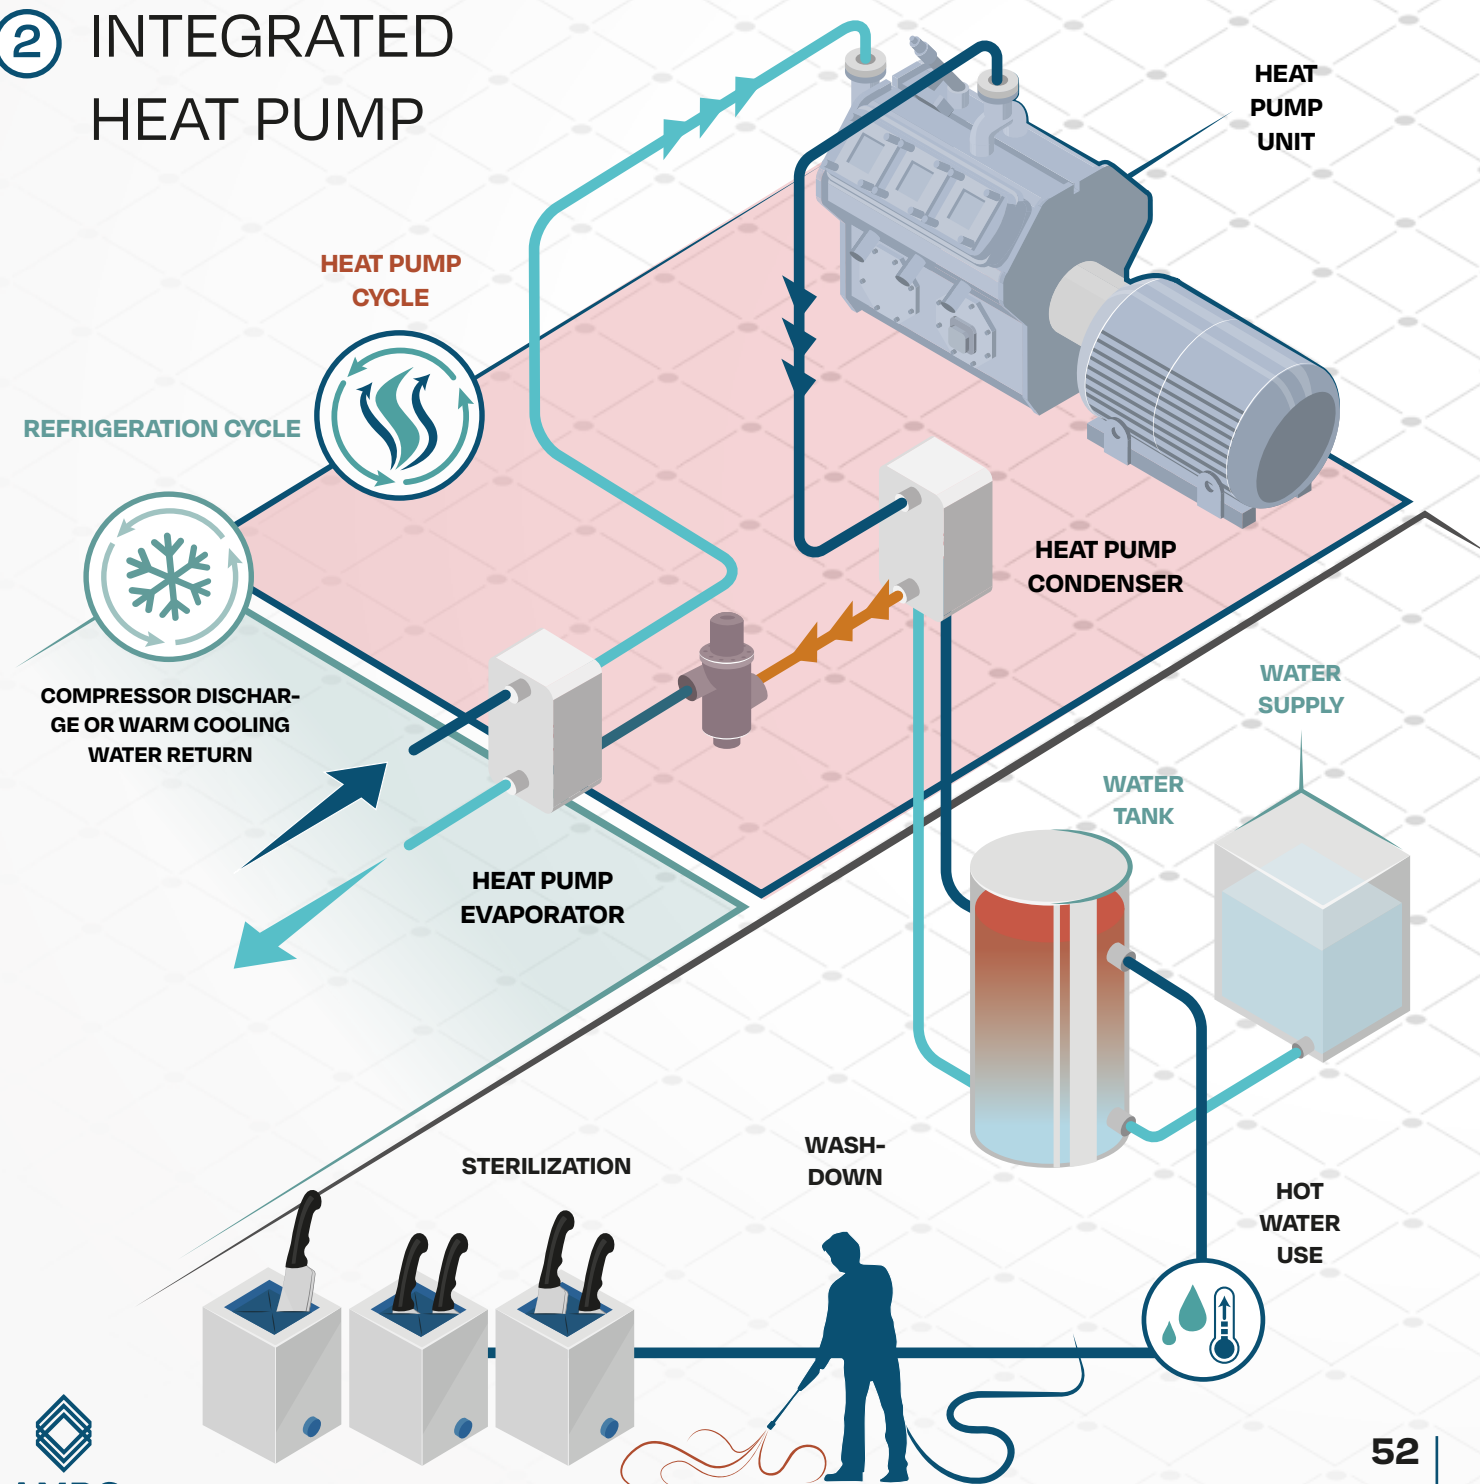 2 INTEGRATED
HEAT PUMP
HEAT
PUMP
UNIT
HEAT PUMP
CYCLE
REFRIGERATION CYCLE
HEAT PUMP
CONDENSER
COMPRESSOR DISCHAR-
GE OR WARM COOLING
WATER RETURN
WATER
SUPPLY
WATER
TANK
HEAT PUMP
EVAPORATOR
STERILIZATION
WASH-
DOWN
HOT
WATER
USE
52